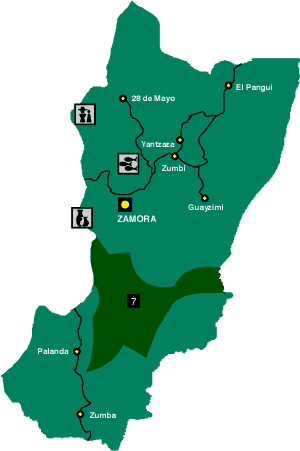 El Pangui
28 de Mayo
Yantzaza
Zumbi
Guayzimi
ZAMORA
7
Palanda
Zumba